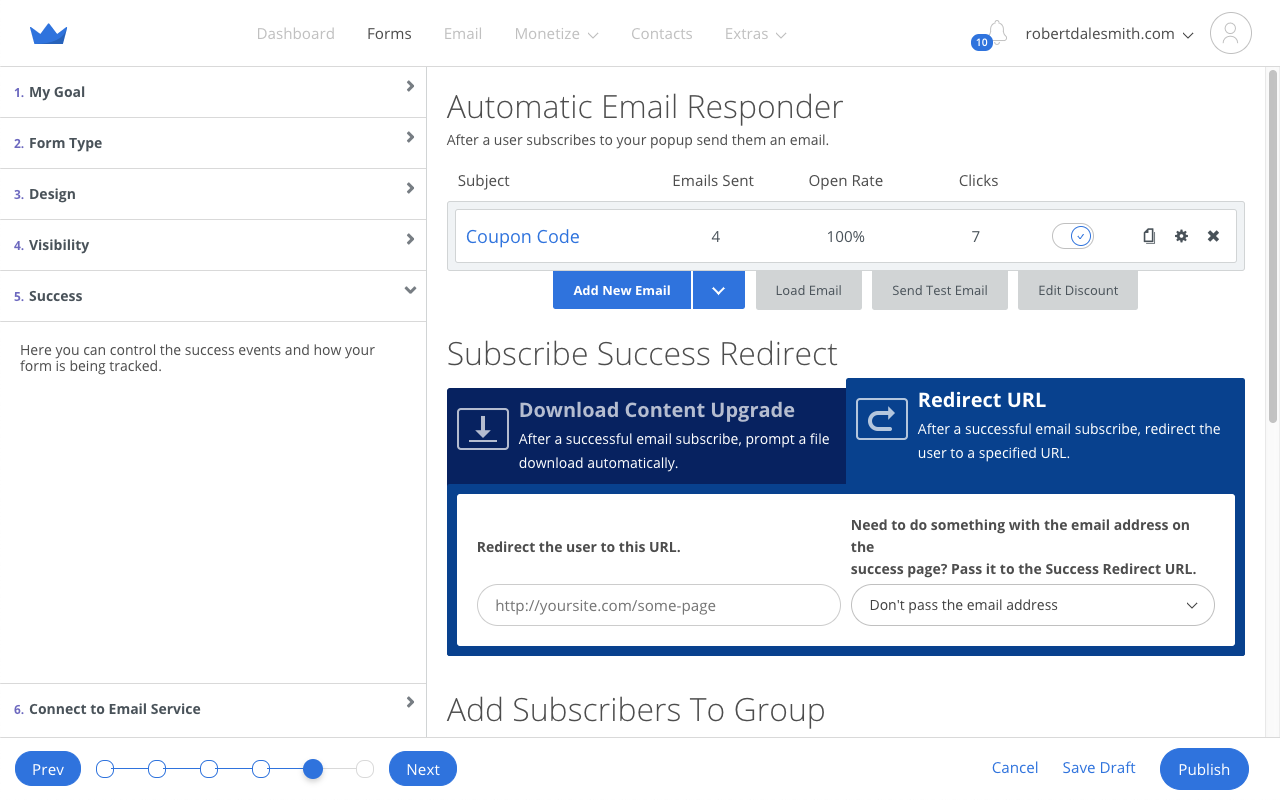 Dashboard Forms Email Monetize Contacts Extras
10 robertdalesmith.com
1. My Goal
2. Form Type
3. Design
4. Visibility
5. Success
Here you can control the success events and how your
form is being tracked.
6. Connect to Email Service
Automatic Email Responder
After a user subscribes to your popup send them an email.
Subject Emails Sent Open Rate Clicks
Coupon Code 4 100% 7
Add New Email Load Email Send Test Email Edit Discount
Subscribe Success Redirect
Download Content Upgrade
After a successful email subscribe, prompt a file
download automatically.
Redirect URL
After a successful email subscribe, redirect the
user to a specified URL.
Redirect the user to this URL.
http://yoursite.com/some-page
Need to do something with the email address on
the
success page? Pass it to the Success Redirect URL.
Don't pass the email address
Add Subscribers To Group
Prev Next Cancel Save Draft Publish